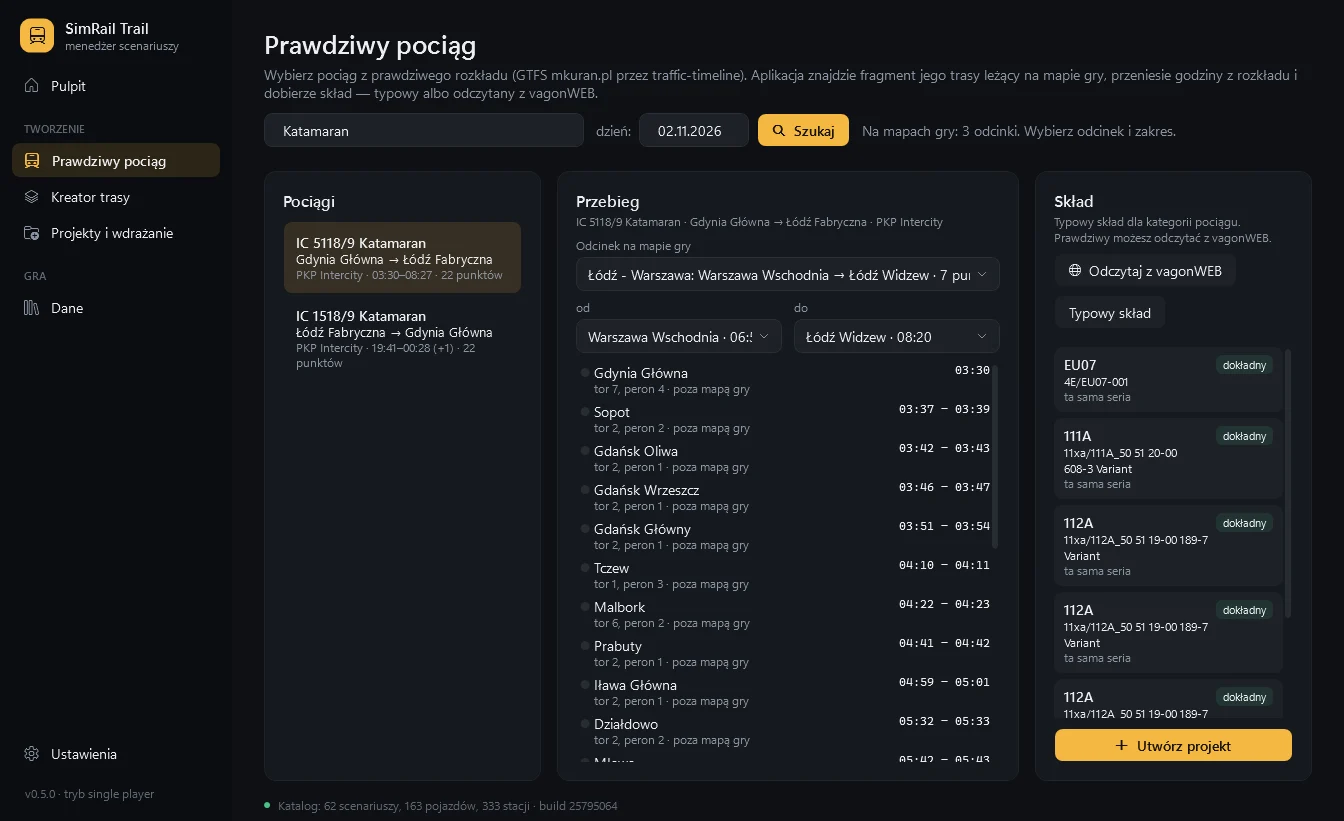 SimRail Trail
menedżer scenariuszy
Pulpit
TWORZENIE
Prawdziwy pociąg
Kreator trasy
Projekty i wdrażanie
GRA
Dane
Ustawienia
v0.5.0 · tryb single player
Prawdziwy pociąg
Wybierz pociąg z prawdziwego rozkładu (GTFS mkuran.pl przez traffic-timeline). Aplikacja znajdzie fragment jego trasy leżący na mapie gry, przeniesie godziny z rozkładu i
dobierze skład — typowy albo odczytany z vagonWEB.
Katamaran
dzień:
02.11.2026
Szukaj
Na mapach gry: 3 odcinki. Wybierz odcinek i zakres.
Pociągi
IC 5118/9 Katamaran
Gdynia Główna → Łódź Fabryczna
PKP Intercity · 03:30–08:27 · 22 punktów
IC 1518/9 Katamaran
Łódź Fabryczna → Gdynia Główna
PKP Intercity · 19:41–00:28 (+1) · 22
punktów
Przebieg
IC 5118/9 Katamaran · Gdynia Główna → Łódź Fabryczna · PKP Intercity
Odcinek na mapie gry
Łódź - Warszawa: Warszawa Wschodnia → Łódź Widzew · 7
od
do
Warszawa Wschodnia
Łódź Widzew · 08:20
Gdynia Główna 03:30
tor 7, peron 4 · poza mapą gry
Sopot 03:37 – 03:39
tor 2, peron 2 · poza mapą gry
Gdańsk Oliwa 03:42 – 03:43
tor 2, peron 1 · poza mapą gry
Gdańsk Wrzeszcz 03:46 – 03:47
tor 2, peron 1 · poza mapą gry
Gdańsk Główny 03:51 – 03:54
tor 2, peron 1 · poza mapą gry
Tczew 04:10 – 04:11
tor 1, peron 3 · poza mapą gry
Malbork 04:22 – 04:23
tor 6, peron 2 · poza mapą gry
Prabuty 04:41 – 04:42
tor 2, peron 1 · poza mapą gry
Iława Główna 04:59 – 05:01
tor 2, peron 1 · poza mapą gry
Działdowo 05:32 – 05:33
tor 2, peron 2 · poza mapą gry
05:42 – 05:43
Skład
Typowy skład dla kategorii pociągu.
Prawdziwy możesz odczytać z vagonWEB.
Odczytaj z vagonWEB
Typowy skład
EU07 dokładny
4E/EU07-001
ta sama seria
111A dokładny
11xa/111A_50 51 20-00
608-3 Variant
ta sama seria
112A dokładny
11xa/112A_50 51 19-00 189-7
Variant
ta sama seria
112A dokładny
11xa/112A_50 51 19-00 189-7
Variant
ta sama seria
112A dokładny
11xa/112A_50 51 19-00 189-7
Utwórz projekt
Katalog: 62 scenariuszy, 163 pojazdów, 333 stacji · build 25795064